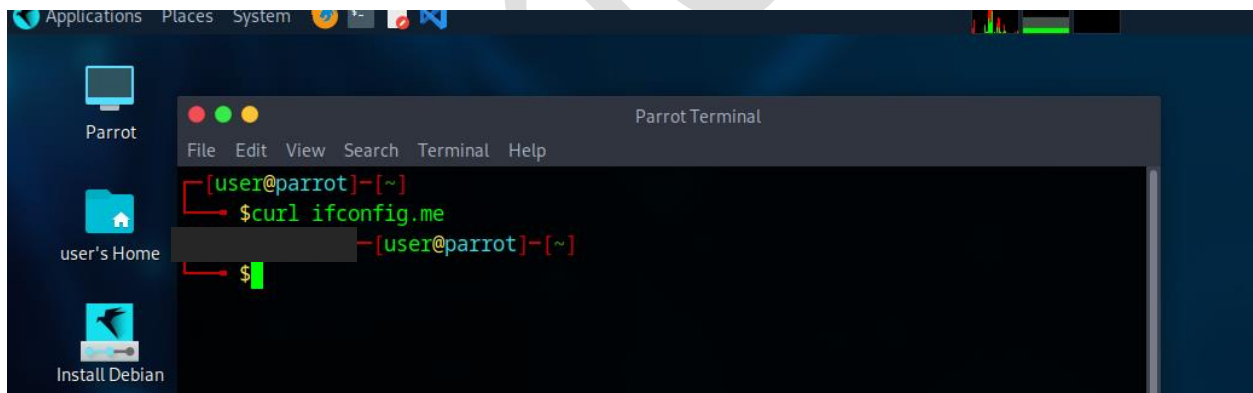 Applications Places System
Parrot Terminal
File Edit View Search Terminal Help
[user@parrot]-[~]
$curl ifconfig.me
-[user@parrot]-[~]
$
Parrot
user's Home
Install Debian